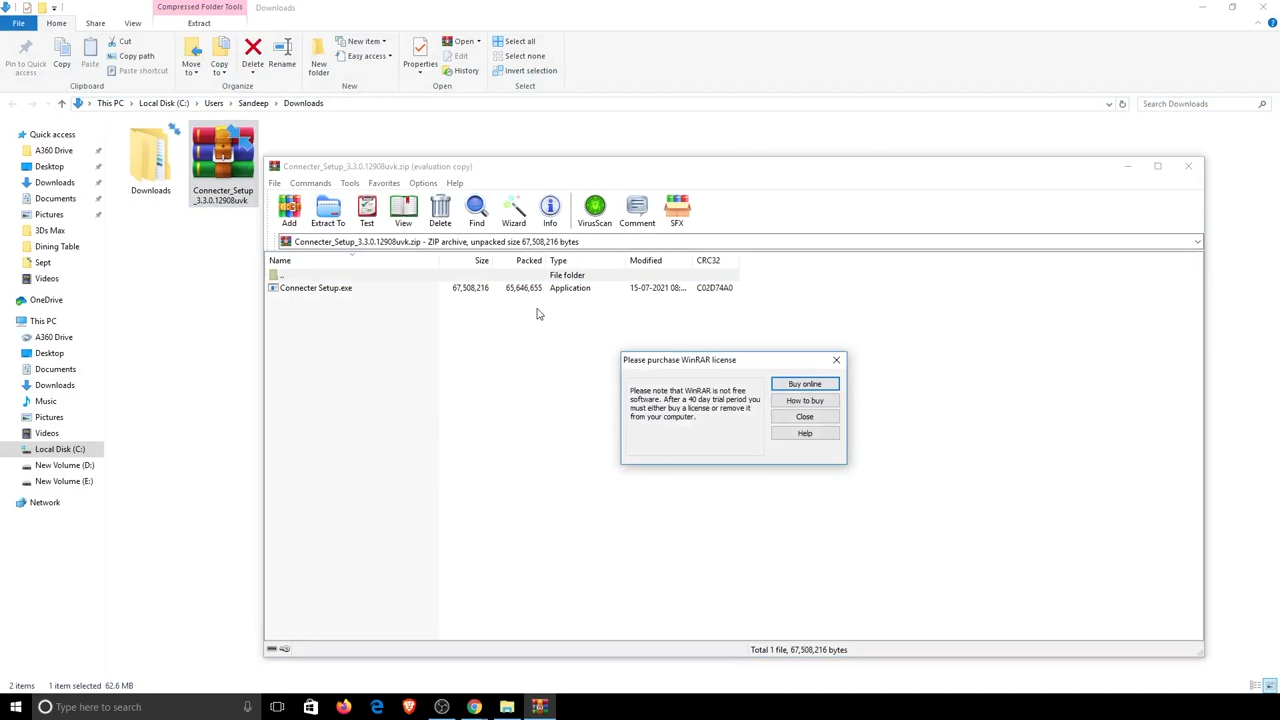 Compressed Folder Tools
Downloads
File
Home
Share
View
Extract
Pin to Quick access
Copy
Paste
Cut
Copy path
Paste shortcut
Clipboard
Move to
Copy to
Delete
Rename
Organize
New folder
New item
Easy access
New
Properties
Open
Edit
History
Open
Select all
Select none
Invert selection
Select
This PC
Local Disk (C:)
Users
Sandeep
Downloads
Search Downloads
Quick access
A360 Drive
Desktop
Downloads
Documents
Pictures
3Ds Max
Dining Table
Sept
Videos
OneDrive
This PC
A360 Drive
Desktop
Documents
Downloads
Music
Pictures
Videos
Local Disk (C:)
New Volume (D:)
New Volume (E:)
Network
Downloads
Connecter_Setup
_3.3.0.12908uvk
Connecter_Setup_3.3.0.12908uvk.zip (evaluation copy)
File
Commands
Tools
Favorites
Options
Help
Add
Extract To
Test
View
Delete
Find
Wizard
Info
VirusScan
Comment
SFX
Connecter_Setup_3.3.0.12908uvk.zip - ZIP archive, unpacked size 67,508,216 bytes
Name Size Packed Type Modified CRC32
.. File folder
Connecter Setup.exe 67,508,216 65,646,655 Application 15-07-2021 08:... C02D74A0
Please purchase WinRAR license
Please note that WinRAR is not free
software. After a 40 day trial period you
must either buy a license or remove it
from your computer.
Buy online
How to buy
Close
Help
Total 1 file, 67,508,216 bytes
2 items 1 item selected 62.6 MB
Type here to search